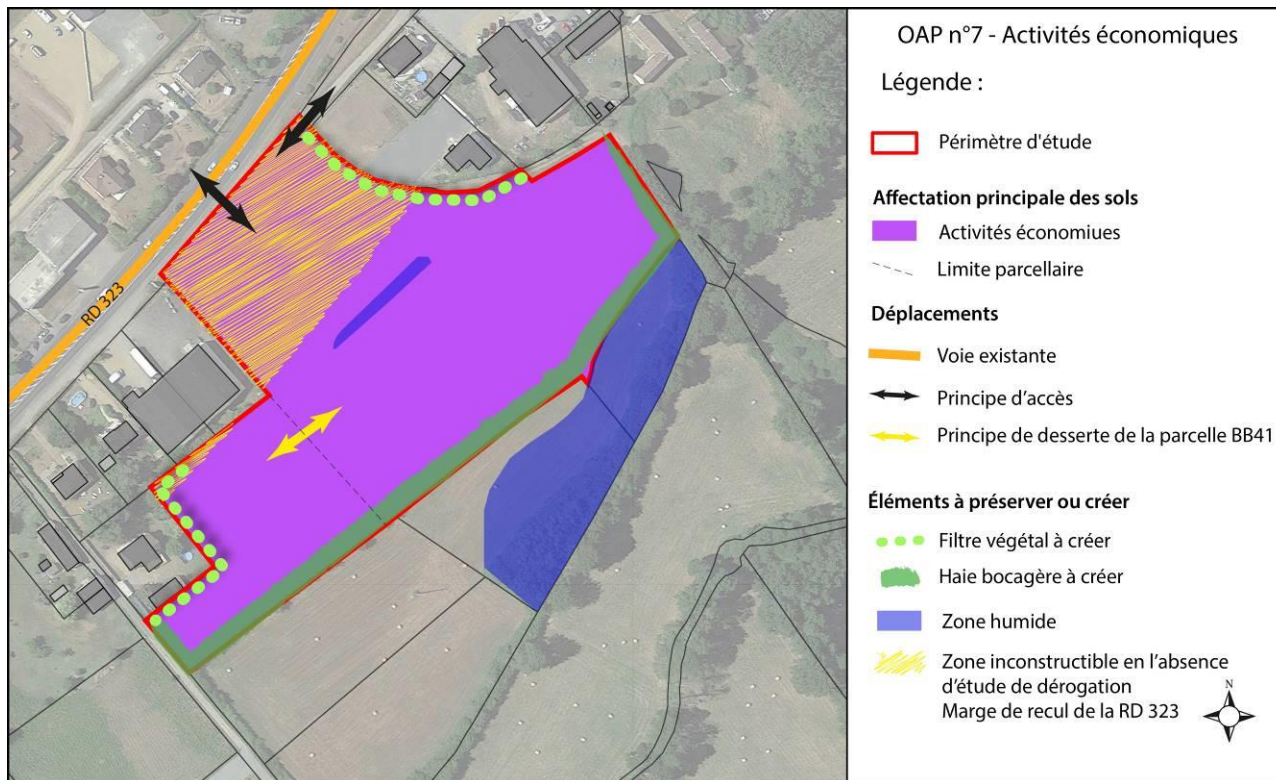 OAP n°7 - Activités économiques
Légende :
Périmètre d'étude
Affectation principale des sols
Activités économiues
Limite parcellaire
Déplacements
Voie existante
Principe d'accès
Principe de desserte de la parcelle BB41
Éléments à préserver ou créer
Filtre végétal à créer
Haie bocagère à créer
Zone humide
Zone inconstructible en l'absence
d'étude de dérogation
Marge de recul de la RD 323
N
RD 323